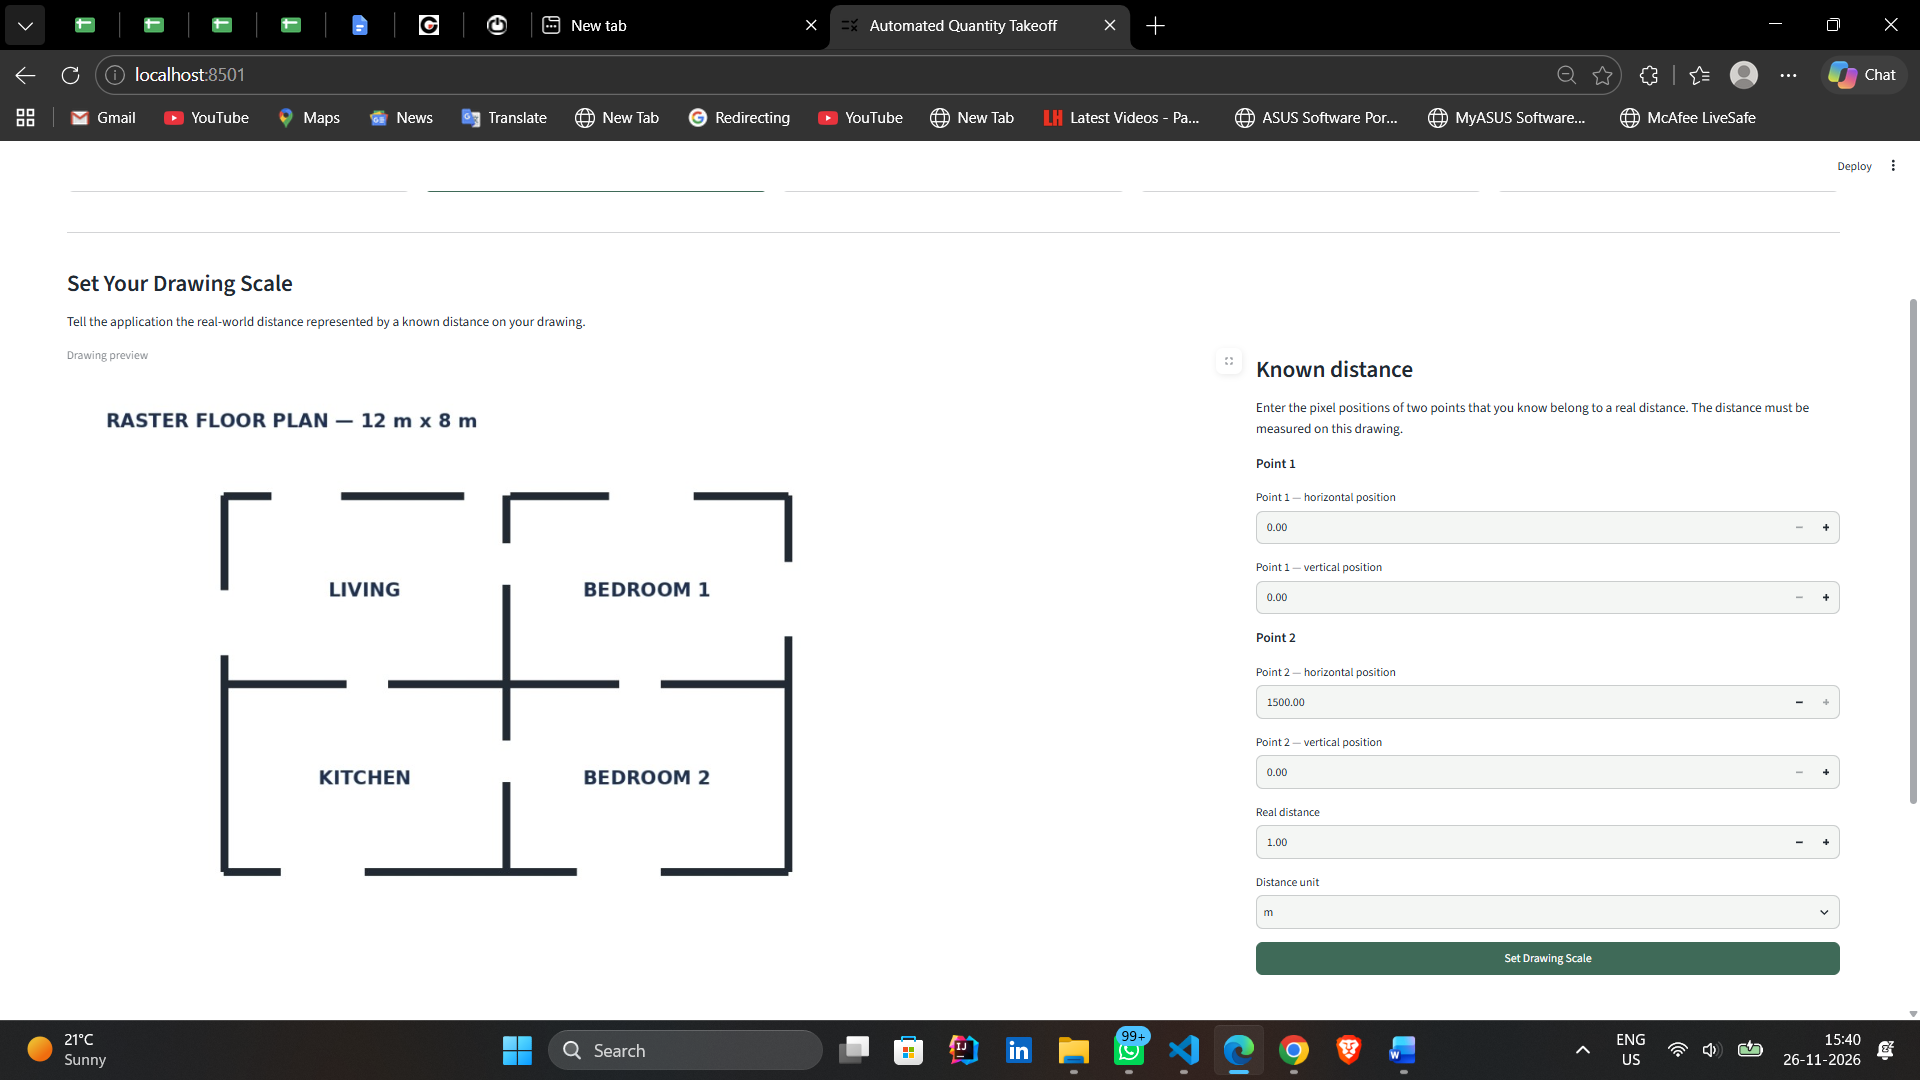 New tab
Automated Quantity Takeoff
localhost:8501
Chat
Gmail
YouTube
Maps
News
Translate
New Tab
Redirecting
YouTube
New Tab
Latest Videos - Pa...
ASUS Software Por...
MyASUS Software...
McAfee LiveSafe
Deploy
Set Your Drawing Scale
Tell the application the real-world distance represented by a known distance on your drawing.
Drawing preview
RASTER FLOOR PLAN — 12 m x 8 m
LIVING
BEDROOM 1
KITCHEN
BEDROOM 2
Known distance
Enter the pixel positions of two points that you know belong to a real distance. The distance must be
measured on this drawing.
Point 1
Point 1 — horizontal position
0.00
Point 1 — vertical position
0.00
Point 2
Point 2 — horizontal position
1500.00
Point 2 — vertical position
0.00
Real distance
1.00
Distance unit
m
Set Drawing Scale
21°C
Sunny
Search
99+
ENG
US
15:40
26-11-2026